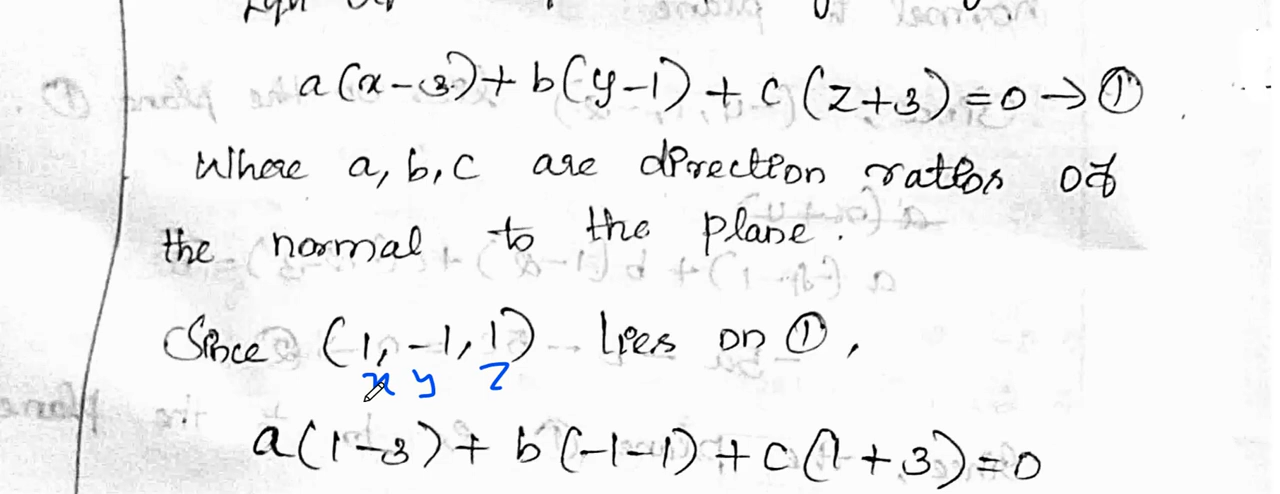 a(x-3)+b(y-1)+c(z+3)=0→①
Where a, b, c are direction ratios of
the normal to the plane.
Since (1, -1, 1) lies on ①,
x y z
a(1-3)+b(-1-1)+c(1+3)=0